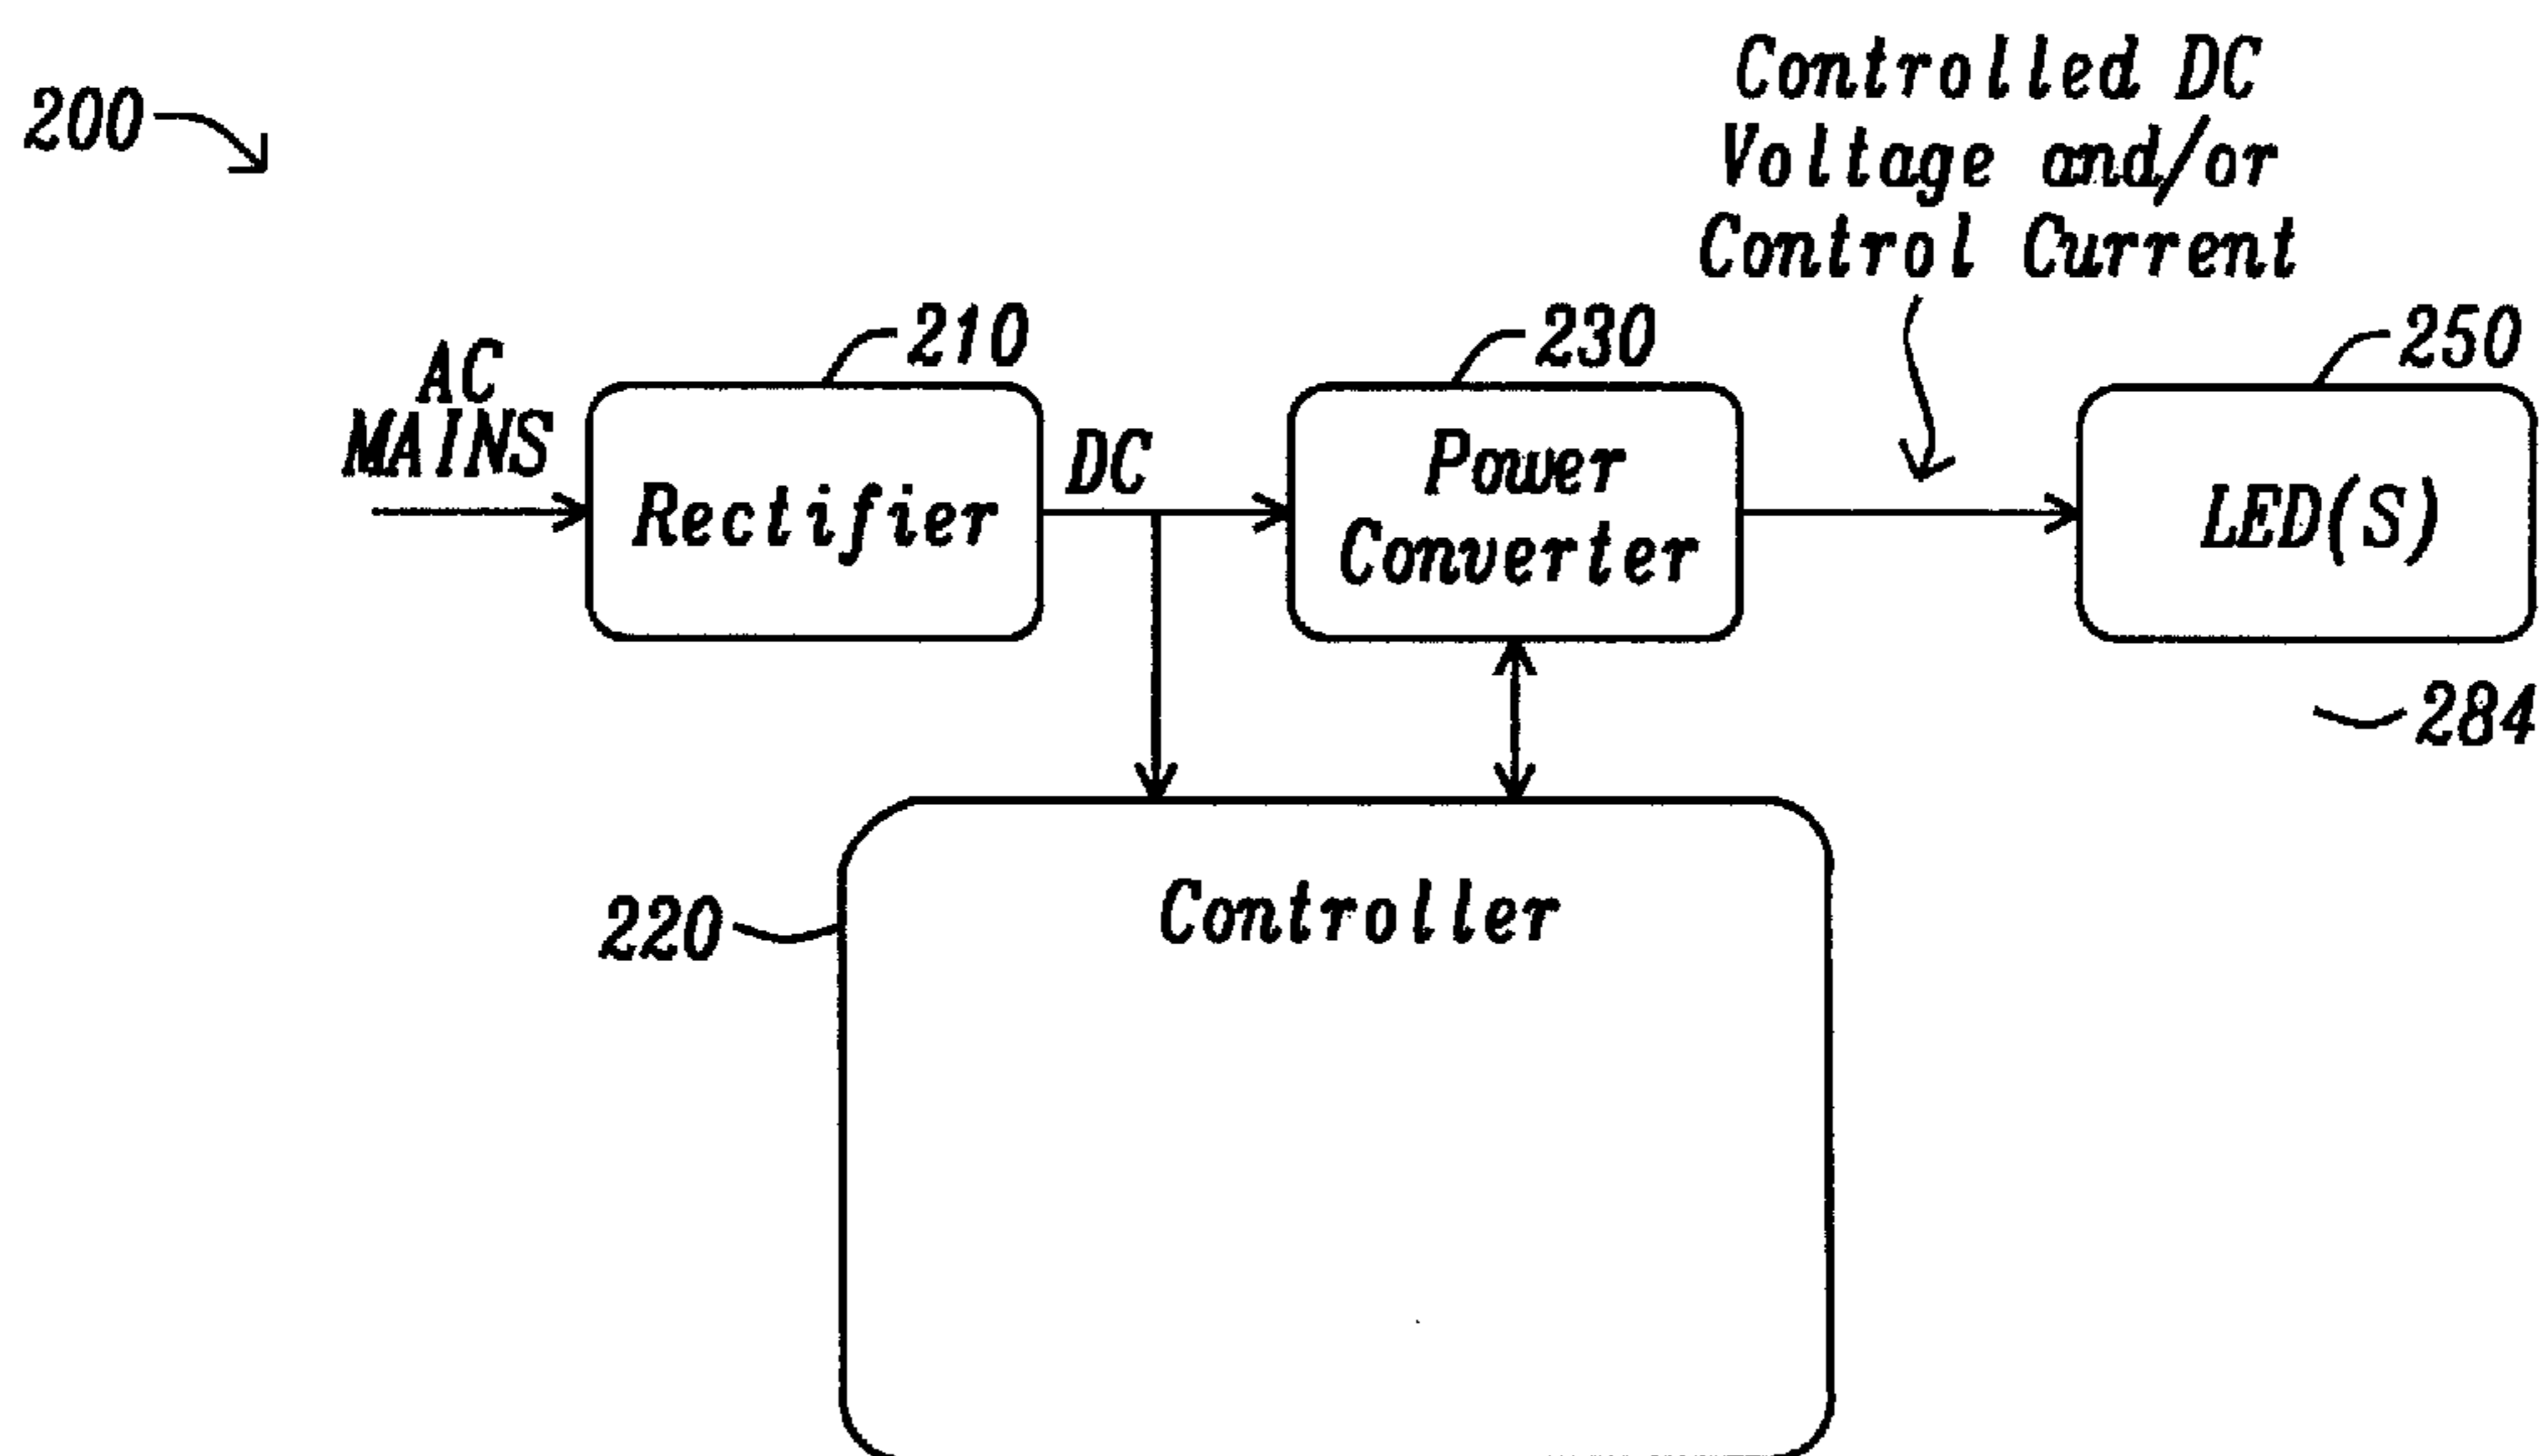 200
Controlled DC
Voltage and/or
Control Current
210
230
250
AC
MAINS
Rectifier
DC
Power
Converter
LED(S)
284
220
Controller